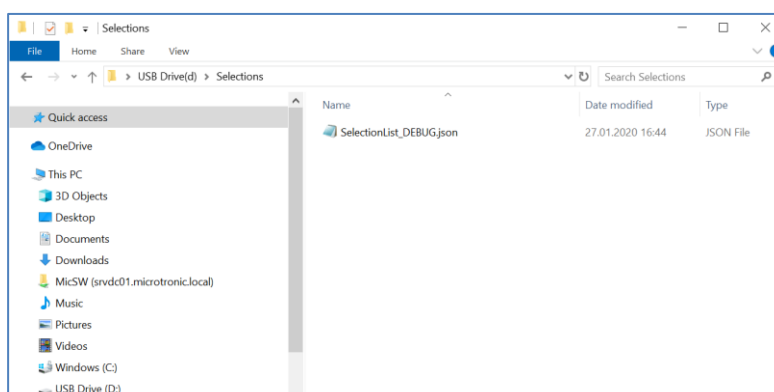 Selections
File Home Share View
USB Drive(d) > Selections
Search Selections
Name Date modified Type
Quick access
SelectionList_DEBUG.json 27.01.2020 16:44 JSON File
OneDrive
This PC
3D Objects
Desktop
Documents
Downloads
MicSW (srvdc01.microtronic.local)
Music
Pictures
Videos
Windows (C:)
USB Drive (D:)